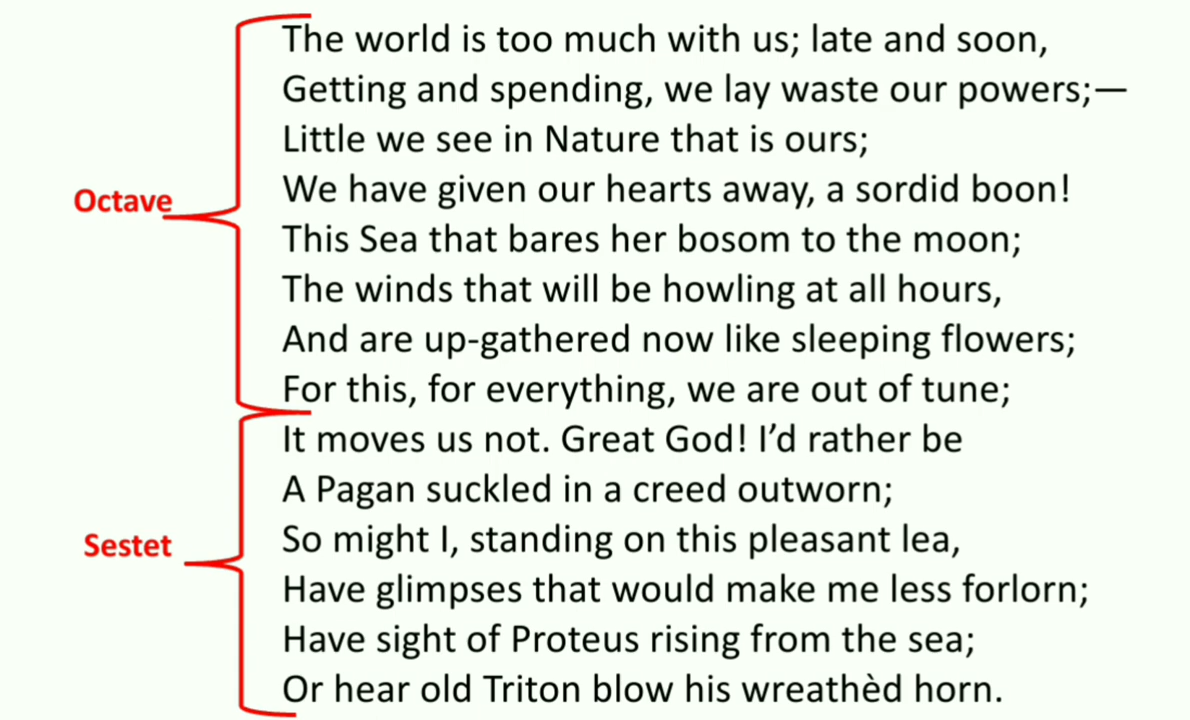 The world is too much with us; late and soon,
Getting and spending, we lay waste our powers;—
Little we see in Nature that is ours;
Octave
We have given our hearts away, a sordid boon!
This Sea that bares her bosom to the moon;
The winds that will be howling at all hours,
And are up-gathered now like sleeping flowers;
For this, for everything, we are out of tune;
It moves us not. Great God! I’d rather be
A Pagan suckled in a creed outworn;
Sestet
So might I, standing on this pleasant lea,
Have glimpses that would make me less forlorn;
Have sight of Proteus rising from the sea;
Or hear old Triton blow his wreathèd horn.